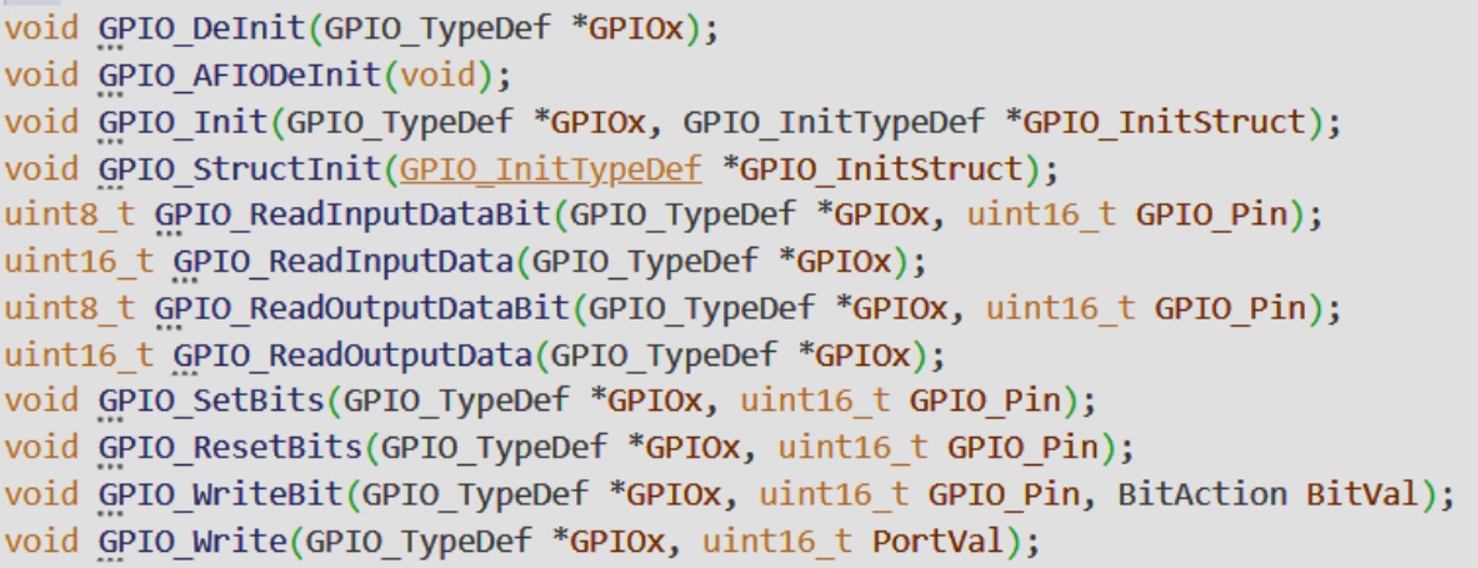 void GPIO_DeInit(GPIO_TypeDef *GPIOx);
void GPIO_AFIODeInit(void);
void GPIO_Init(GPIO_TypeDef *GPIOx, GPIO_InitTypeDef *GPIO_InitStruct);
void GPIO_StructInit(GPIO_InitTypeDef *GPIO_InitStruct);
uint8_t GPIO_ReadInputDataBit(GPIO_TypeDef *GPIOx, uint16_t GPIO_Pin);
uint16_t GPIO_ReadInputData(GPIO_TypeDef *GPIOx);
uint8_t GPIO_ReadOutputDataBit(GPIO_TypeDef *GPIOx, uint16_t GPIO_Pin);
uint16_t GPIO_ReadOutputData(GPIO_TypeDef *GPIOx);
void GPIO_SetBits(GPIO_TypeDef *GPIOx, uint16_t GPIO_Pin);
void GPIO_ResetBits(GPIO_TypeDef *GPIOx, uint16_t GPIO_Pin);
void GPIO_WriteBit(GPIO_TypeDef *GPIOx, uint16_t GPIO_Pin, BitAction BitVal);
void GPIO_Write(GPIO_TypeDef *GPIOx, uint16_t PortVal);